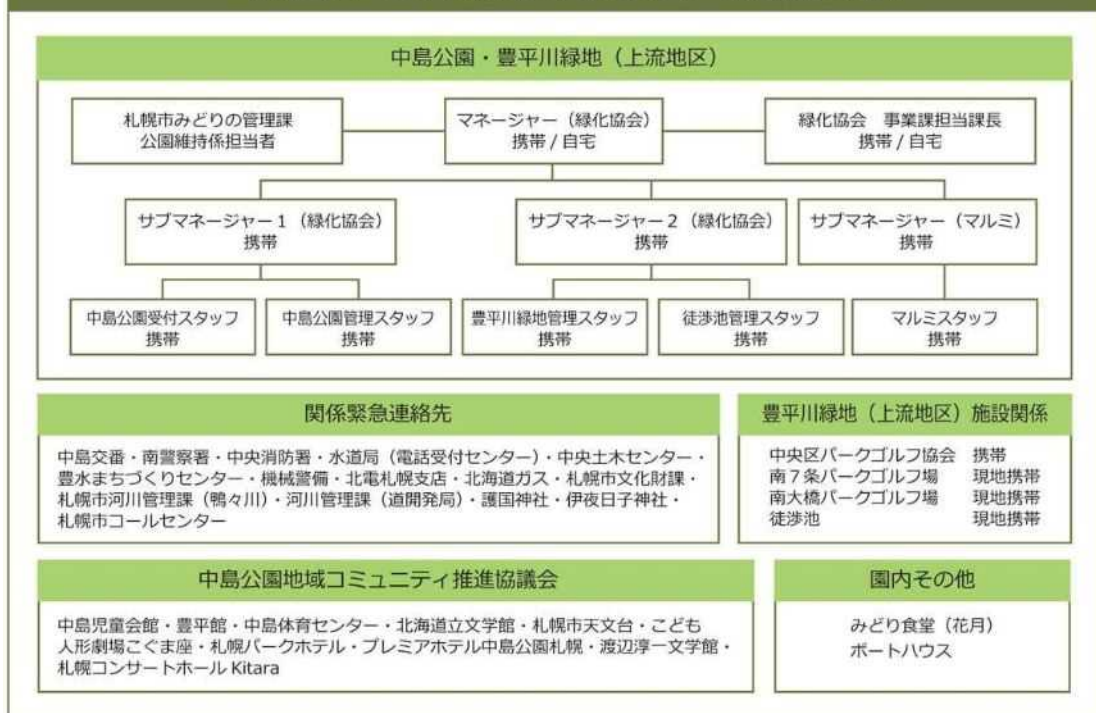 中島公園・豊平川緑地（上流地区）
札幌市みどりの管理課
公園維持係担当者
マネージャー（緑化協会）
携帯 / 自宅
緑化協会　事業課担当課長
携帯 / 自宅
サブマネージャー１（緑化協会）
携帯
サブマネージャー２（緑化協会）
携帯
サブマネージャー（マルミ）
携帯
中島公園受付スタッフ
携帯
中島公園管理スタッフ
携帯
豊平川緑地管理スタッフ
携帯
徒渉池管理スタッフ
携帯
マルミスタッフ
携帯
関係緊急連絡先
中島交番・南警察署・中央消防署・水道局（電話受付センター）・中央土木センター・
豊水まちづくりセンター・機械警備・北電札幌支店・北海道ガス・札幌市文化財課・
札幌市河川管理課（鴨々川）・河川管理課（道開発局）・護国神社・伊夜日子神社・
札幌市コールセンター
豊平川緑地（上流地区）施設関係
中央区パークゴルフ協会　携帯
南７条パークゴルフ場　現地携帯
南大橋パークゴルフ場　現地携帯
徒渉池　現地携帯
中島公園地域コミュニティ推進協議会
中島児童会館・豊平館・中島体育センター・北海道立文学館・札幌市天文台・こども
人形劇場こぐま座・札幌パークホテル・プレミアホテル中島公園札幌・渡辺淳一文学館・
札幌コンサートホール Kitara
園内その他
みどり食堂（花月）
ボートハウス